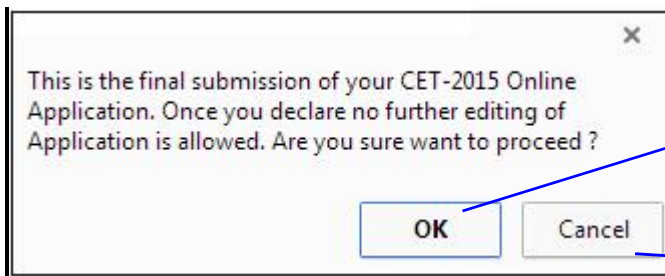 This is the final submission of your CET-2015 Online
Application. Once you declare no further editing of
Application is allowed. Are you sure want to proceed ?
OK
Cancel